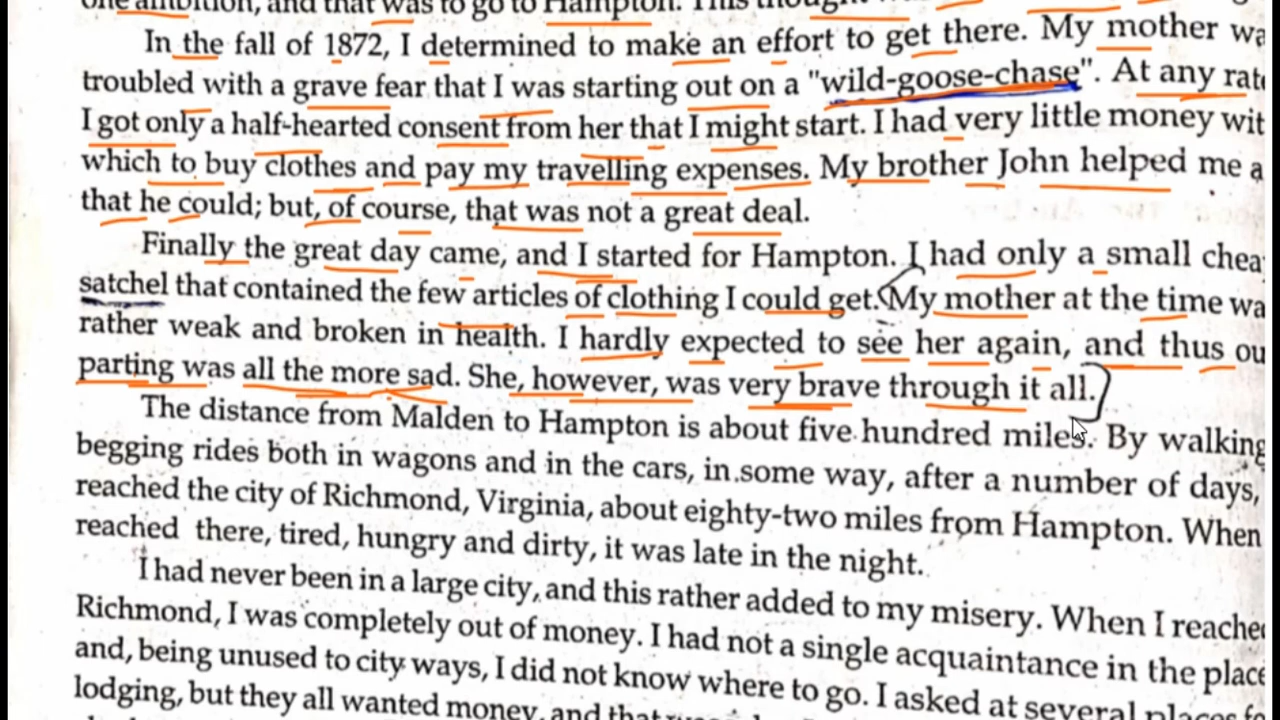 one ambition, and that was to go to Hampton. This
In the fall of 1872, I determined to make an effort to get there. My mother wa
troubled with a grave fear that I was starting out on a "wild-goose-chase". At any rat
I got only a half-hearted consent from her that I might start. I had very little money wit
which to buy clothes and pay my travelling expenses. My brother John helped me a
that he could; but, of course, that was not a great deal.
Finally the great day came, and I started for Hampton. I had only a small chea
satchel that contained the few articles of clothing I could get. My mother at the time wa
rather weak and broken in health. I hardly expected to see her again, and thus ou
parting was all the more sad. She, however, was very brave through it all.
The distance from Malden to Hampton is about five hundred miles. By walking
begging rides both in wagons and in the cars, in some way, after a number of days,
reached the city of Richmond, Virginia, about eighty-two miles from Hampton. When
reached there, tired, hungry and dirty, it was late in the night.
I had never been in a large city, and this rather added to my misery. When I reache
Richmond, I was completely out of money. I had not a single acquaintance in the place
and, being unused to city ways, I did not know where to go. I asked at several places fo
lodging, but they all wanted money, and that